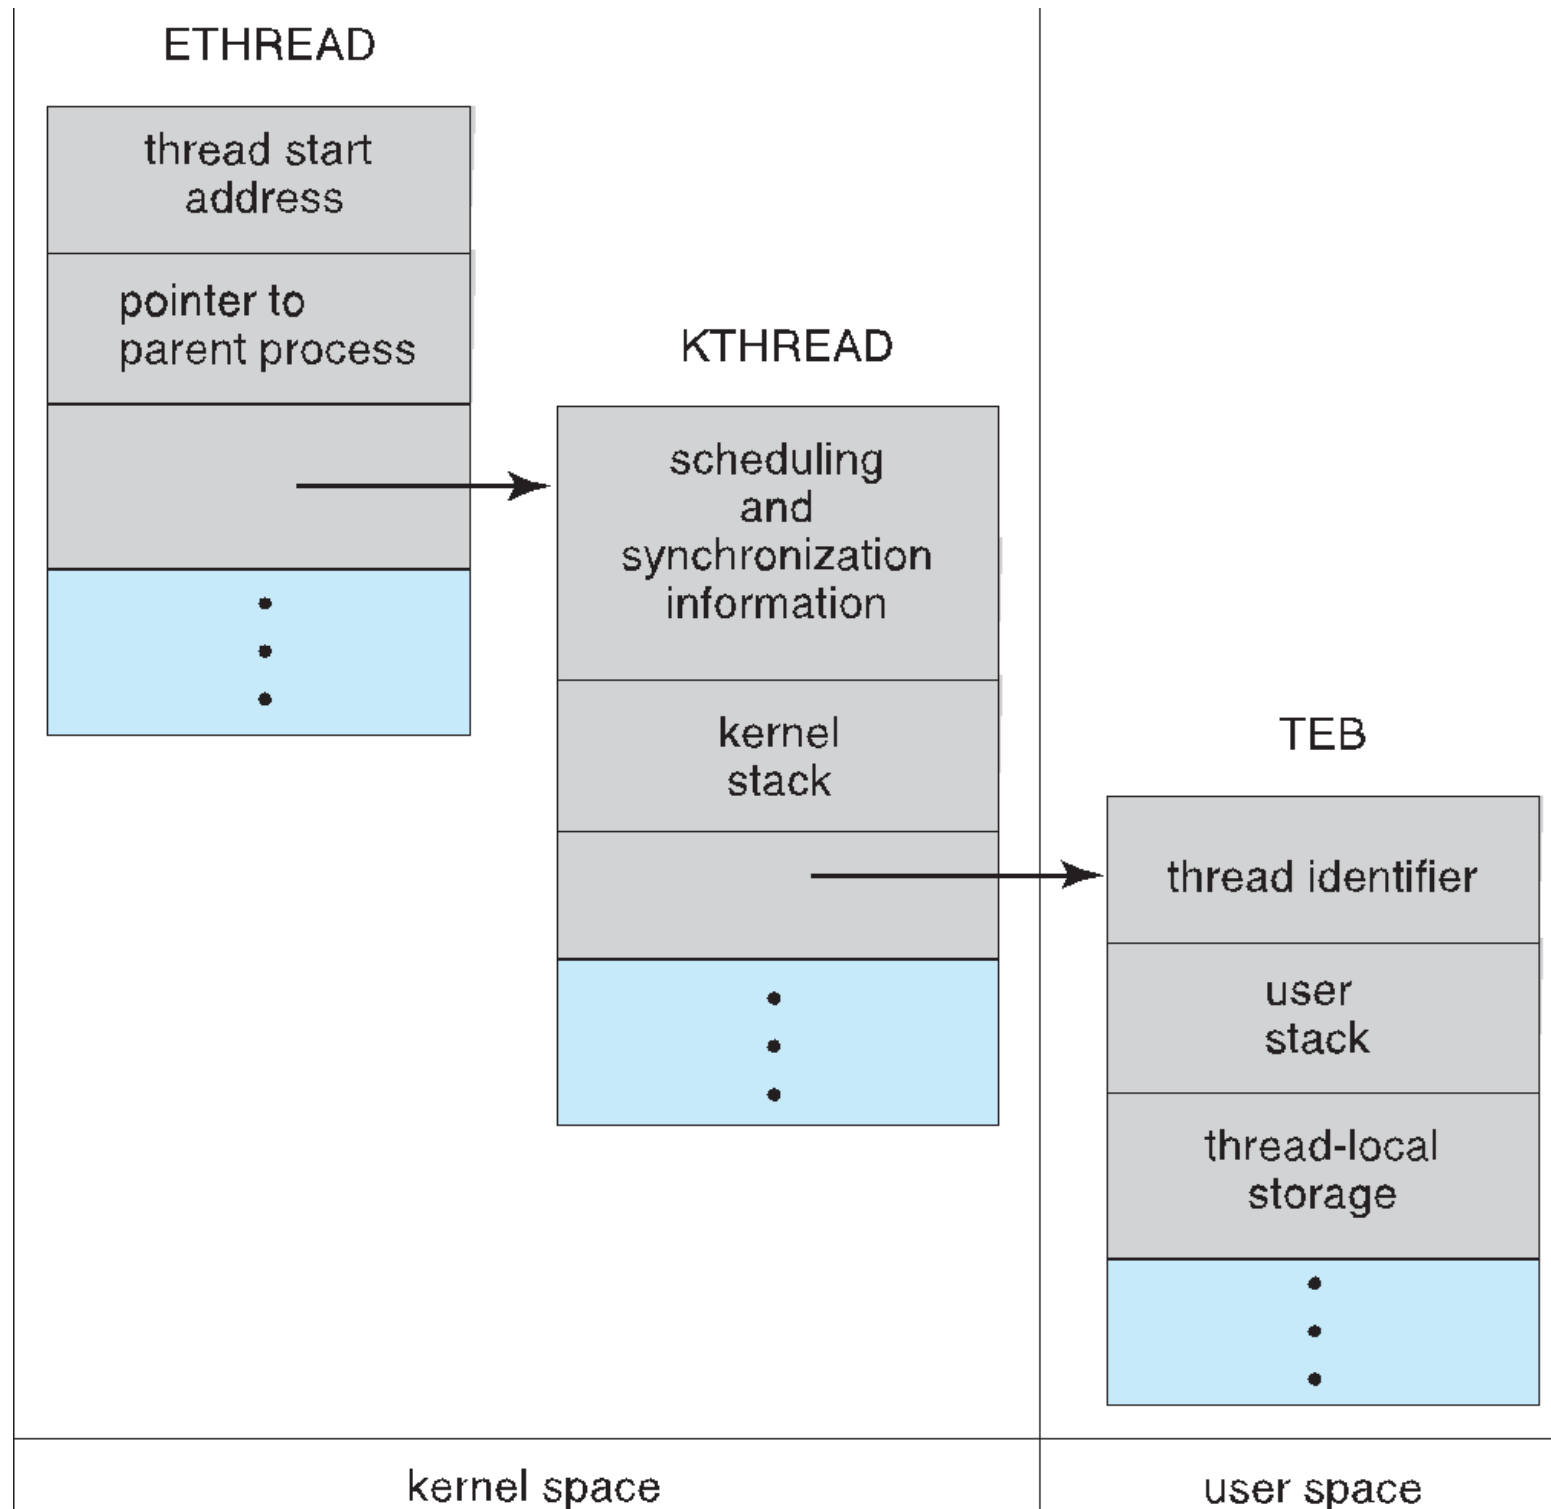 ETHREAD
thread start
address
pointer to
parent process
KTHREAD
scheduling
and
synchronization
information
kernel
stack
TEB
thread identifier
user
stack
thread-local
storage
kernel space
user space